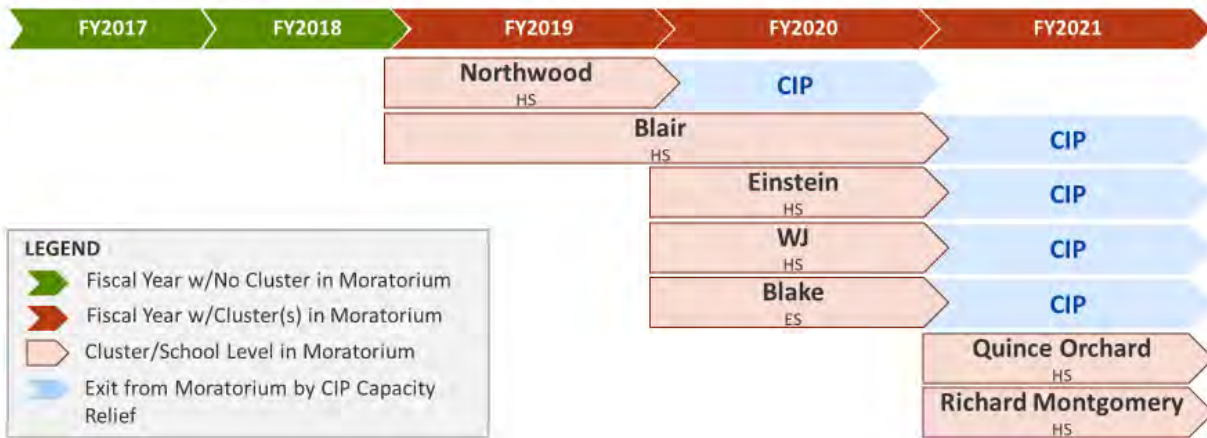 FY2017 FY2018 FY2019 FY2020 FY2021
Northwood
HS
CIP
Blair
HS
CIP
Einstein
HS
CIP
WJ
HS
CIP
Blake
ES
CIP
Quince Orchard
HS
Richard Montgomery
HS
LEGEND
Fiscal Year w/No Cluster in Moratorium
Fiscal Year w/Cluster(s) in Moratorium
Cluster/School Level in Moratorium
Exit from Moratorium by CIP Capacity
Relief